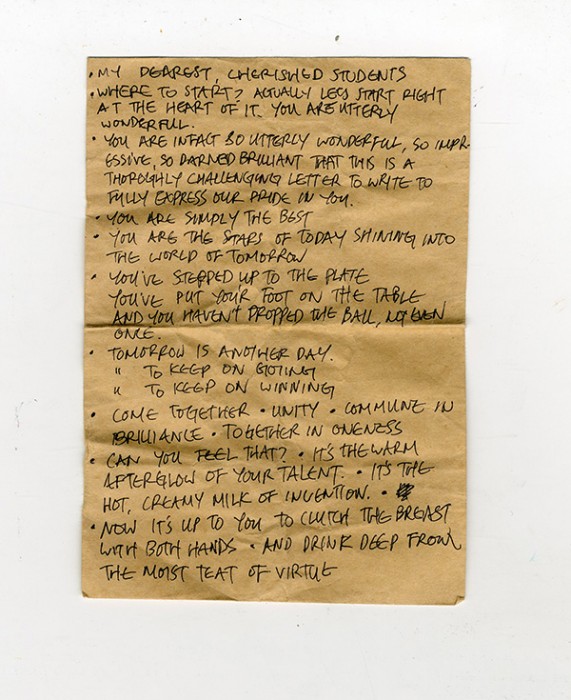 • MY DEAREST, CHERISHED STUDENTS
• WHERE TO START? ACTUALLY LETS START RIGHT
AT THE HEART OF IT. YOU ARE UTTERLY
WONDERFUL.
• YOU ARE INFACT SO UTTERLY WONDERFUL, SO IMPR-
ESSIVE, SO DARNED BRILLIANT THAT THIS IS A
THOROGHLY CHALLENGING LETTER TO WRITE TO
FULLY EXPRESS OUR PRIDE IN YOU.
• YOU ARE SIMPLY THE BEST
• YOU ARE THE STARS OF TODAY SHINING INTO
THE WORLD OF TOMORROW
• YOU'VE STEPPED UP TO THE PLATE
YOU'VE PUT YOUR FOOT ON THE TABLE
AND YOU HAVEN'T DROPPED THE BALL, NOT EVEN
ONCE.
• TOMORROW IS ANOTHER DAY.
" TO KEEP ON GOING
" TO KEEP ON WINNING
• COME TOGETHER • UNITY • COMMUNE IN
BRILLIANCE • TOGETHER IN ONENESS
• CAN YOU FEEL THAT? • IT'S THE WARM
AFTERGLOW OF YOUR TALENT. • IT'S THE
HOT, CREAMY MILK OF INVENTION. •
• NOW IT'S UP TO YOU TO CLUTCH THE BREAST
WITH BOTH HANDS • AND DRINK DEEP FROM
THE MOIST TEAT OF VIRTUE